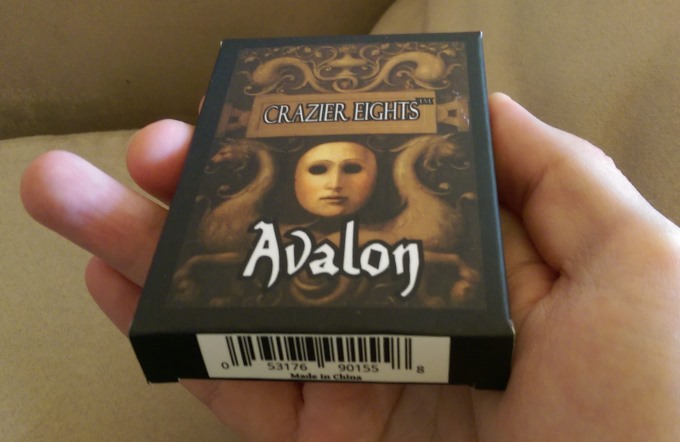 CRAZIER EIGHTS™
Avalon
0 53176 90155 8
Made in China